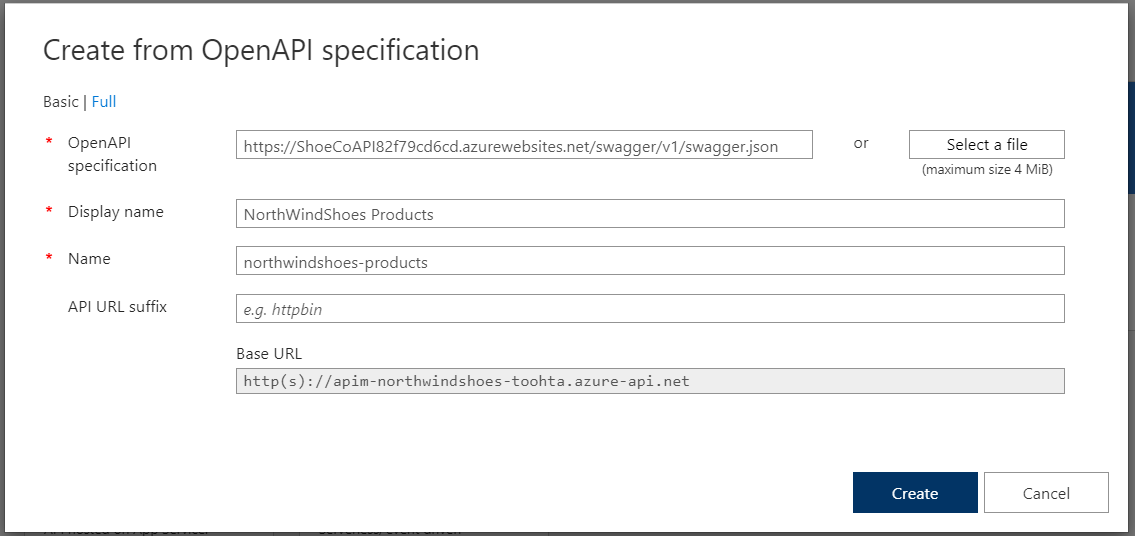 Create from OpenAPI specification
Basic | Full
* OpenAPI
specification
https://ShoeCoAPI82f79cd6cd.azurewebsites.net/swagger/v1/swagger.json
or
Select a file
(maximum size 4 MiB)
* Display name
NorthWindShoes Products
* Name
northwindshoes-products
API URL suffix
e.g. httpbin
Base URL
http(s)://apim-northwindshoes-toohta.azure-api.net
Create
Cancel